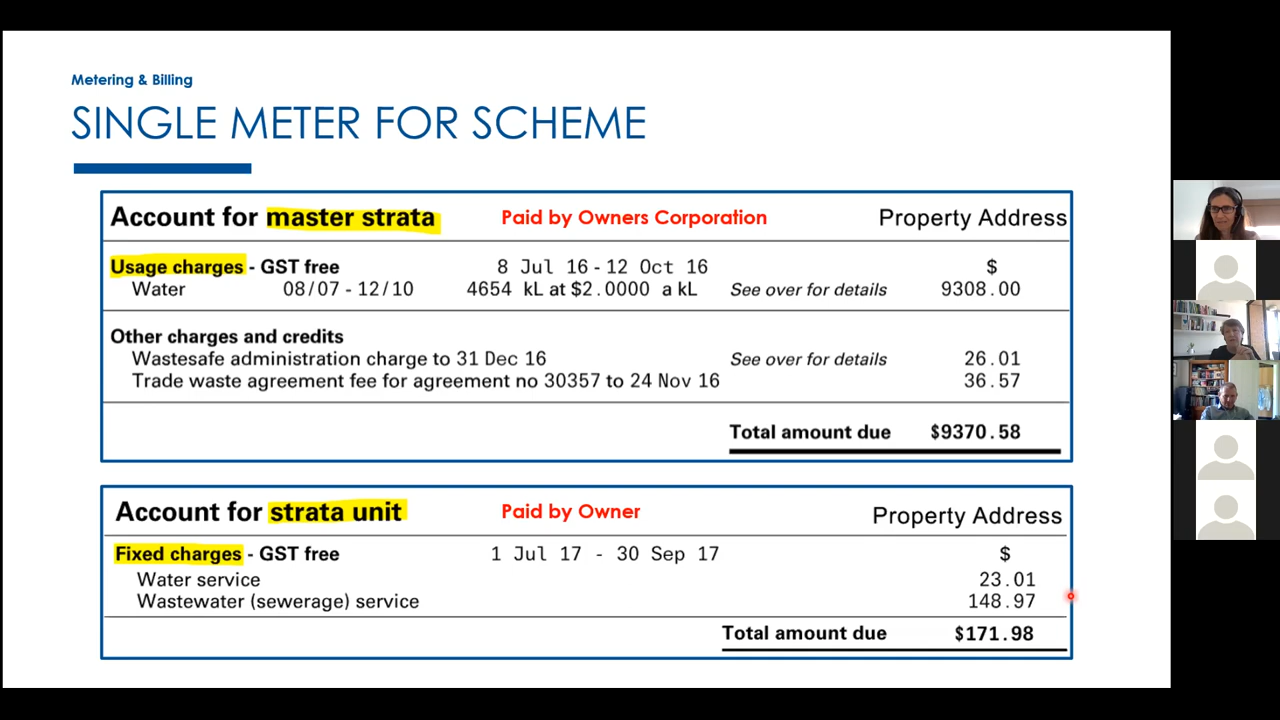 Metering & Billing
SINGLE METER FOR SCHEME
Account for master strata Paid by Owners Corporation Property Address
Usage charges - GST free 8 Jul 16 - 12 Oct 16 $
Water 08/07 - 12/10 4654 kL at $2.0000 a kL See over for details 9308.00
Other charges and credits
Wastesafe administration charge to 31 Dec 16 See over for details 26.01
Trade waste agreement fee for agreement no 30357 to 24 Nov 16 36.57
Total amount due $9370.58
Account for strata unit Paid by Owner Property Address
Fixed charges - GST free 1 Jul 17 - 30 Sep 17 $
Water service 23.01
Wastewater (sewerage) service 148.97
Total amount due $171.98